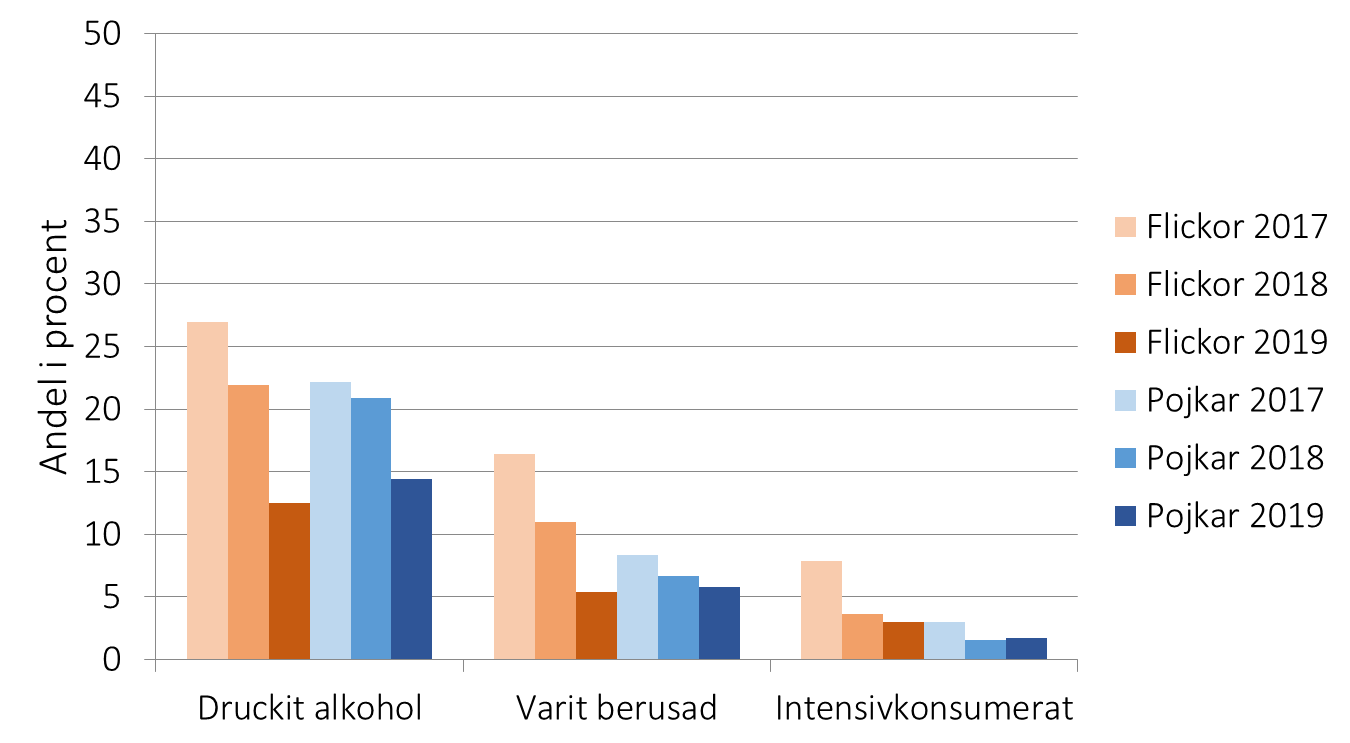 50
45
40
35
30
25
20
15
10
5
0
Andel i procent
Druckit alkohol
Varit berusad
Intensivkonsumerat
Flickor 2017
Flickor 2018
Flickor 2019
Pojkar 2017
Pojkar 2018
Pojkar 2019